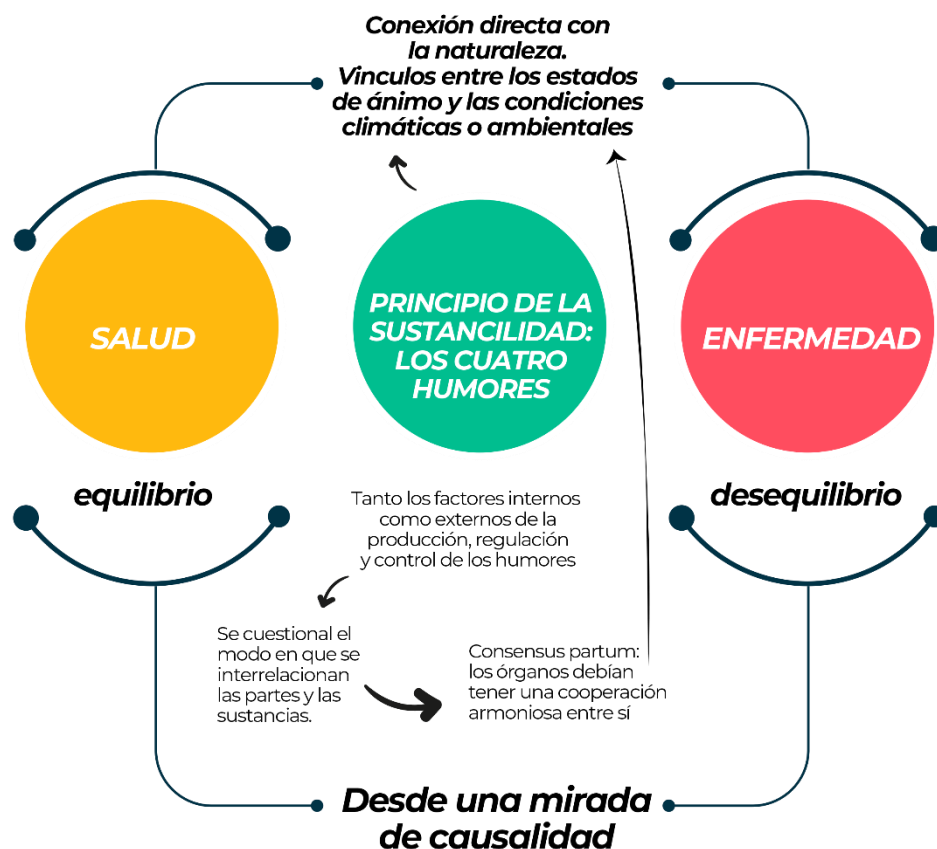 Conexión directa con
la naturaleza.
Vinculos entre los estados
de ánimo y las condiciones
climáticas o ambientales
SALUD
PRINCIPIO DE LA
SUSTANCILIDAD:
LOS CUATRO
HUMORES
ENFERMEDAD
equilibrio
desequilibrio
Tanto los factores internos
como externos de la
producción, regulación
y control de los humores
Se cuestional el
modo en que se
interrelacionan
las partes y las
sustancias.
Consensus partum:
los órganos debían
tener una cooperación
armoniosa entre sí
Desde una mirada
de causalidad